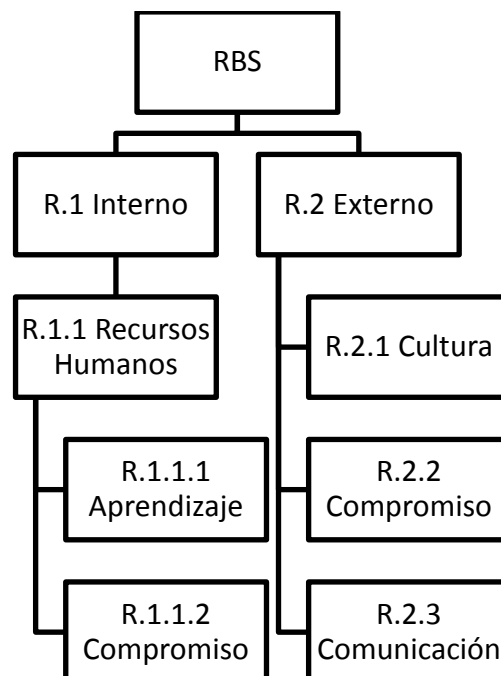 RBS
R.1 Interno
R.2 Externo
R.1.1 Recursos
Humanos
R.2.1 Cultura
R.1.1.1
Aprendizaje
R.2.2
Compromiso
R.1.1.2
Compromiso
R.2.3
Comunicación